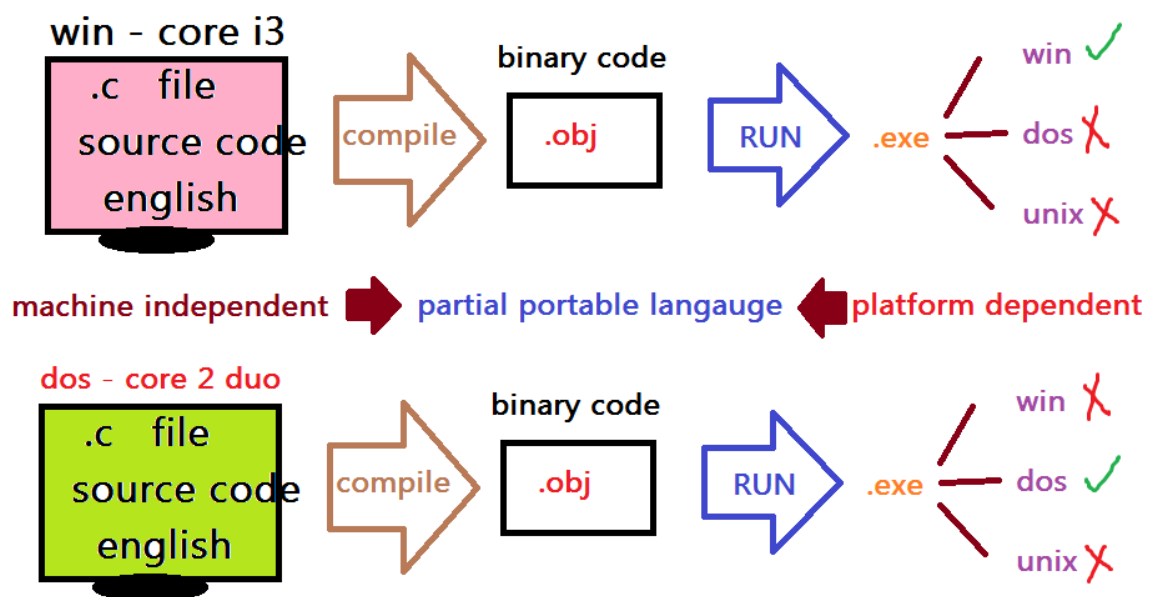 win - core i3
.c file
source code
english
compile
binary code
.obj
RUN
.exe
win
dos
unix
machine independent
partial portable langauge
platform dependent
dos - core 2 duo
.c file
source code
english
compile
binary code
.obj
RUN
.exe
win
dos
unix